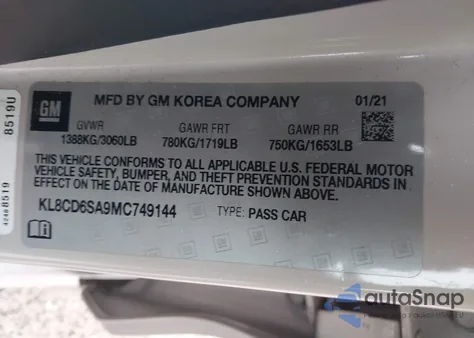 8519U
42488519
GM
MFD BY GM KOREA COMPANY 01/21
GVWR GAWR FRT GAWR RR
1388KG/3060LB 780KG/1719LB 750KG/1653LB
THIS VEHICLE CONFORMS TO ALL APPLICABLE U.S. FEDERAL MOTOR
VEHICLE SAFETY, BUMPER, AND THEFT PREVENTION STANDARDS IN
EFFECT ON THE DATE OF MANUFACTURE SHOWN ABOVE.
KL8CD6SA9MC749144 TYPE: PASS CAR
autoSnap